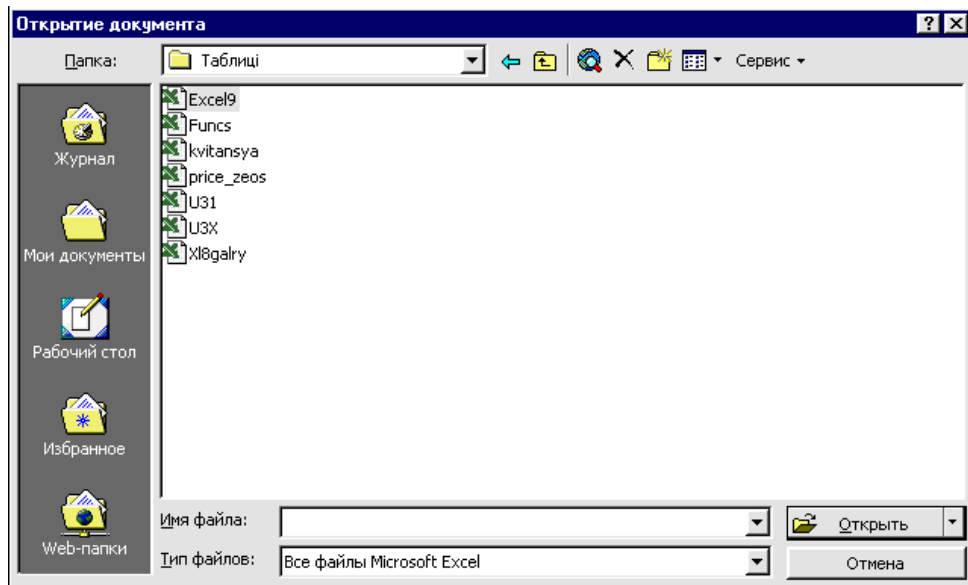 Открытие документа
Папка: Таблиці Сервис
Журнал
Мои документы
Рабочий стол
Избранное
Web-папки
Excel9
Funcs
kvitansya
price_zeos
U31
U3X
Xl8galry
Имя файла: Открыть
Тип файлов: Все файлы Microsoft Excel Отмена